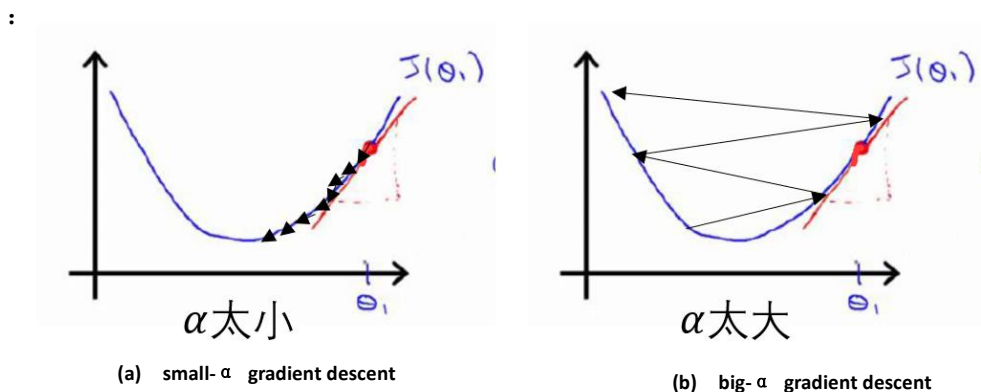 :
J(θ₁)
θ₁
α太小
(a) small-α gradient descent
J(θ₁)
θ₁
α太大
(b) big-α gradient descent